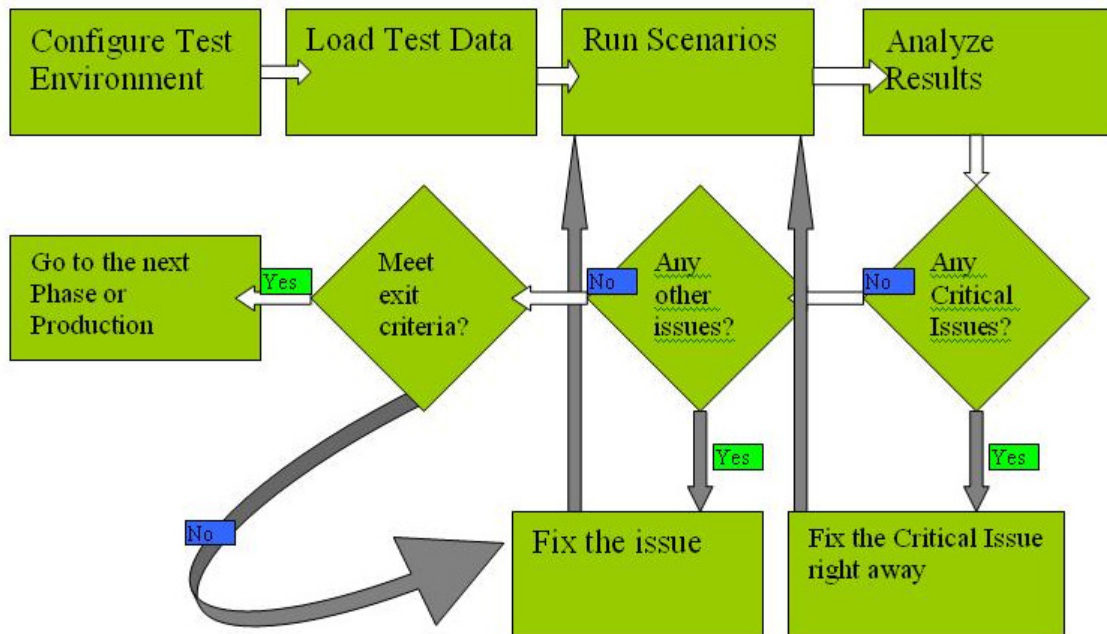 Configure Test
Environment
Load Test Data
Run Scenarios
Analyze
Results
Go to the next
Phase or
Production
Yes
Meet
exit
criteria?
No
Any
other
issues?
No
Any
Critical
Issues?
Yes
Yes
No
Fix the issue
Fix the Critical Issue
right away